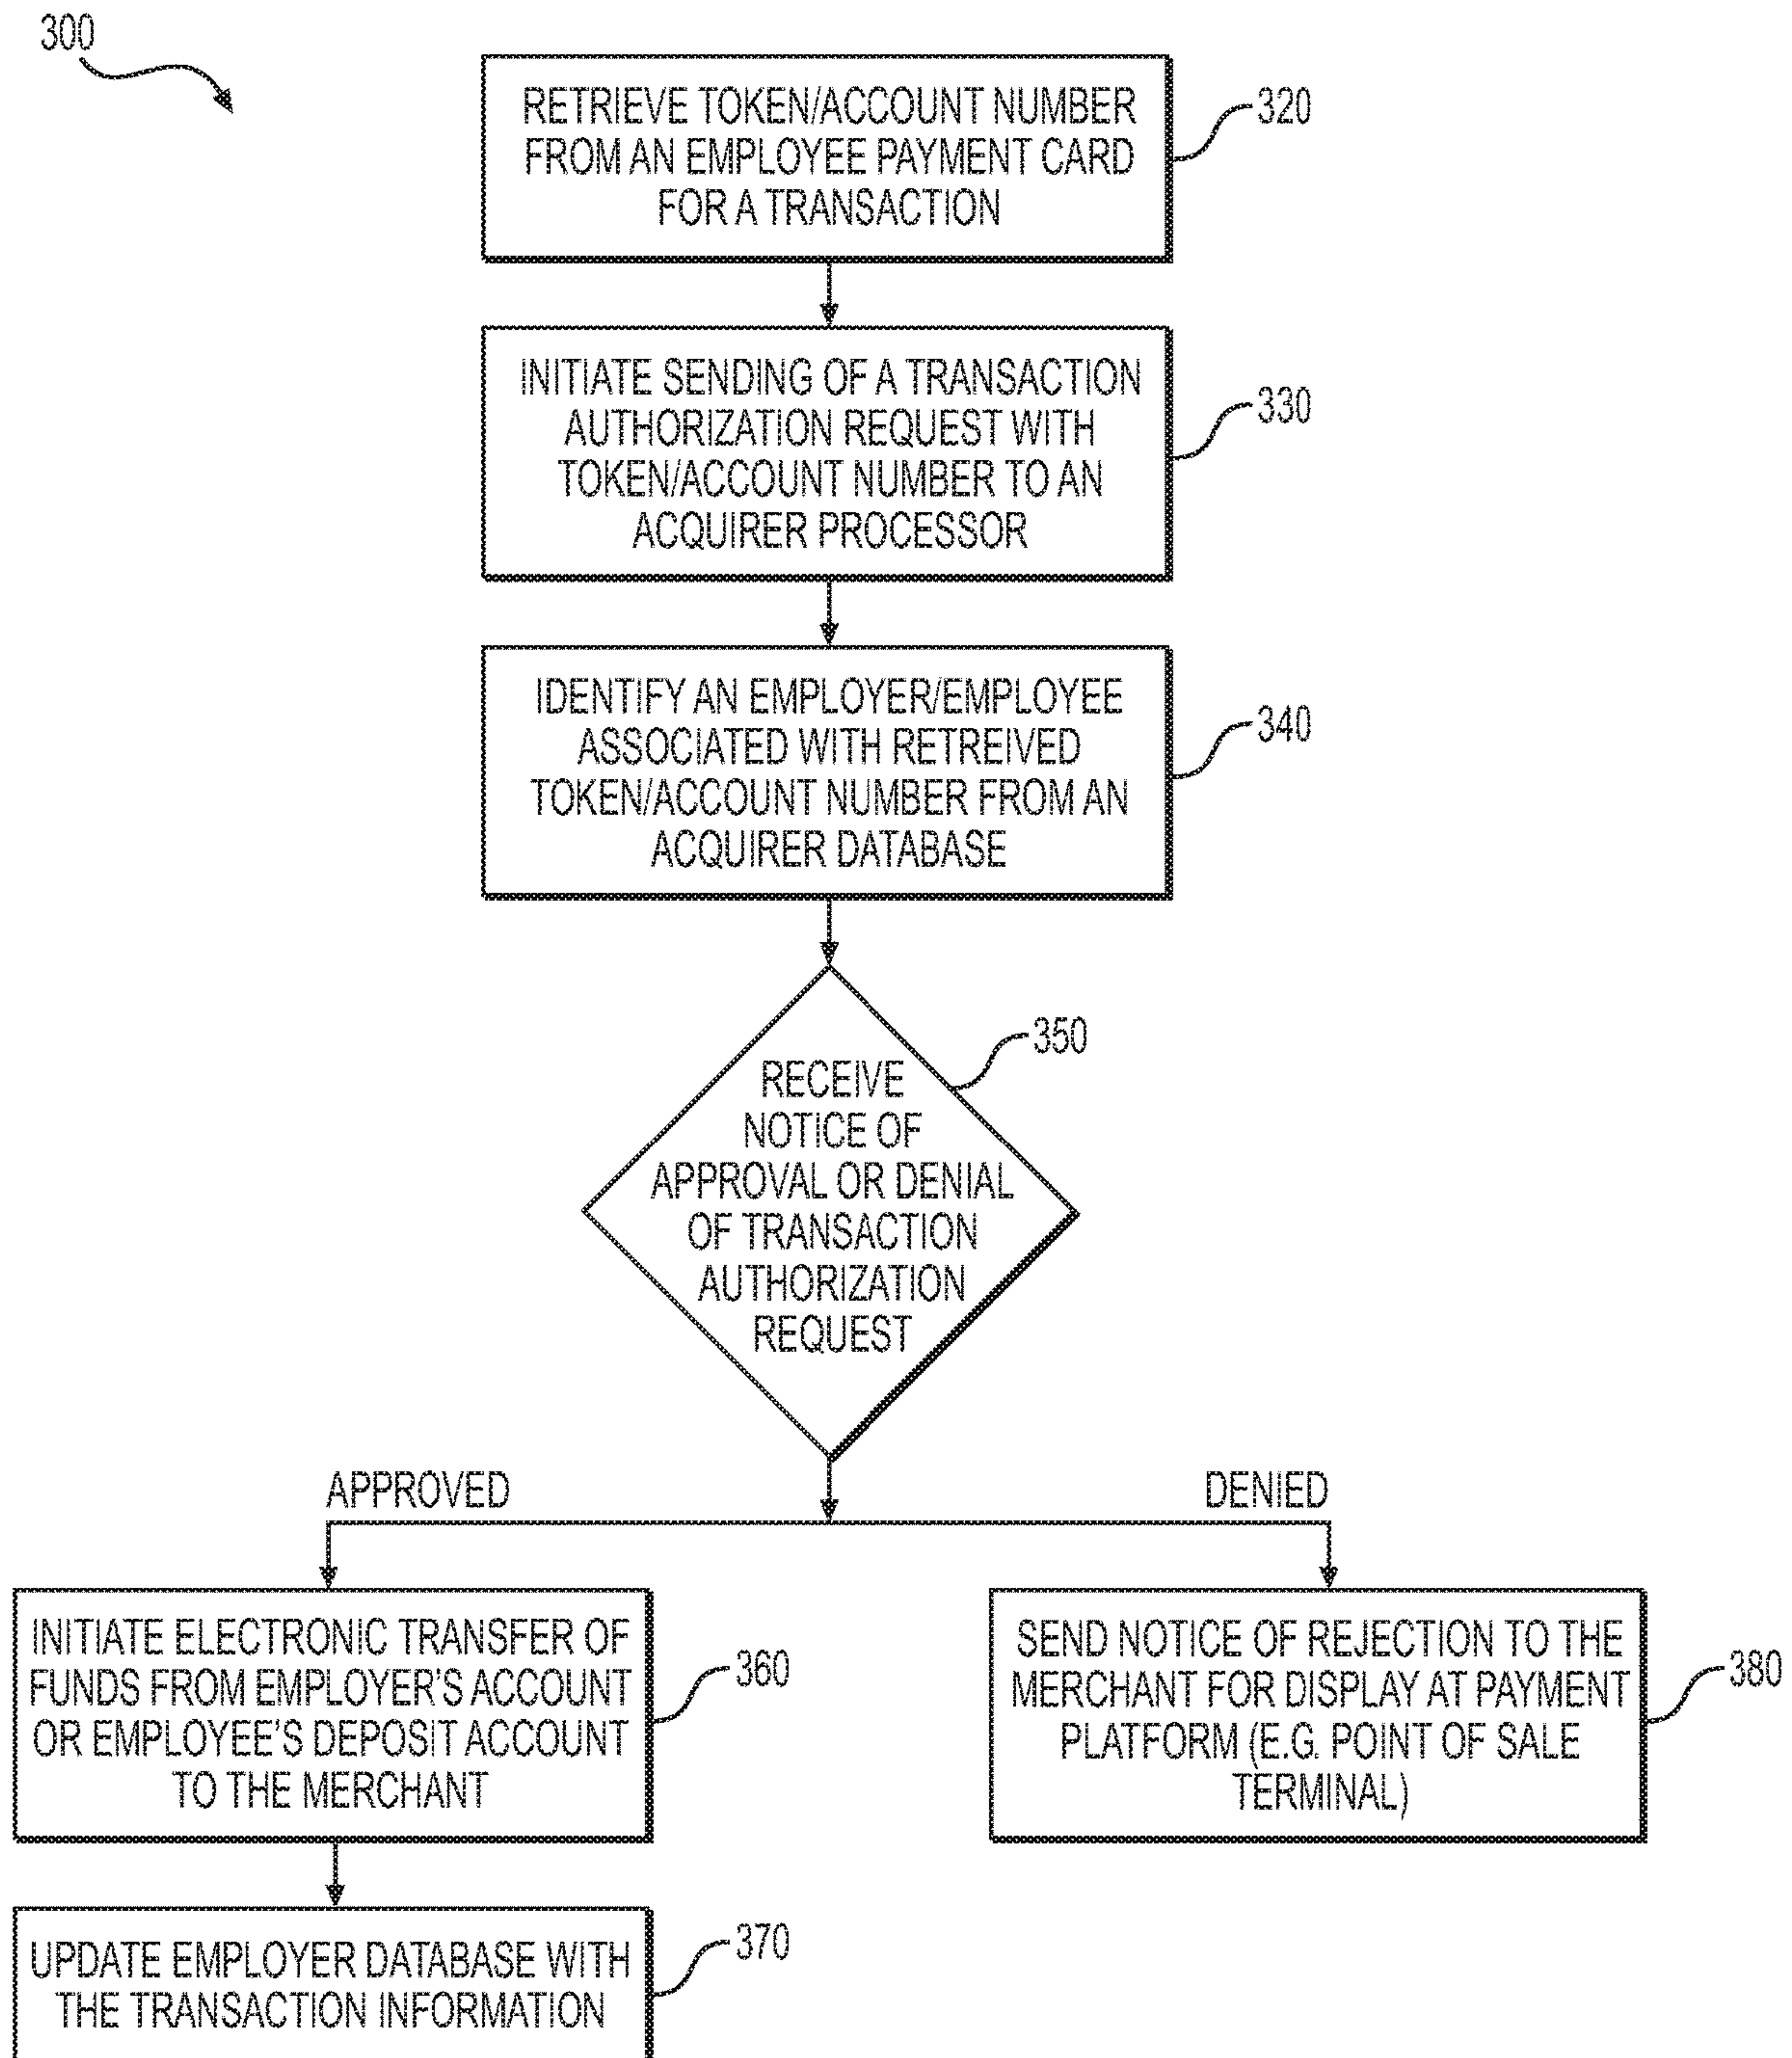 300
RETRIEVE TOKEN/ACCOUNT NUMBER
FROM AN EMPLOYEE PAYMENT CARD
FOR A TRANSACTION
320
INITIATE SENDING OF A TRANSACTION
AUTHORIZATION REQUEST WITH
TOKEN/ACCOUNT NUMBER TO AN
ACQUIRER PROCESSOR
330
IDENTIFY AN EMPLOYER/EMPLOYEE
ASSOCIATED WITH RETREIVED
TOKEN/ACCOUNT NUMBER FROM AN
ACQUIRER DATABASE
340
RECEIVE
NOTICE OF
APPROVAL OR DENIAL
OF TRANSACTION
AUTHORIZATION
REQUEST
350
APPROVED
DENIED
INITIATE ELECTRONIC TRANSFER OF
FUNDS FROM EMPLOYER'S ACCOUNT
OR EMPLOYEE'S DEPOSIT ACCOUNT
TO THE MERCHANT
360
SEND NOTICE OF REJECTION TO THE
MERCHANT FOR DISPLAY AT PAYMENT
PLATFORM (E.G. POINT OF SALE
TERMINAL)
380
UPDATE EMPLOYER DATABASE WITH
THE TRANSACTION INFORMATION
370